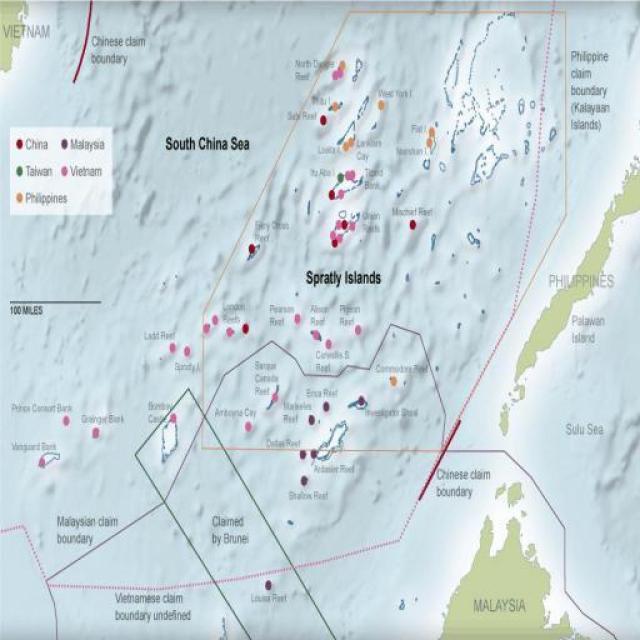 VIETNAM
Chinese claim
boundary
Philippine
claim
boundary
(Kalayaan
Islands)
China
Malaysia
Taiwan
Vietnam
Philippines
South China Sea
North Danger
Reef
Thitu I.
West York I.
Subi Reef
Flat I.
Nanshan I.
Loaita I.
Lankiam
Cay
Itu Aba I.
Tizard
Bank
Union
Reefs
Mischief Reef
Fiery Cross
Reef
Spratly Islands
100 MILES
PHILIPPINES
Palawan
Island
London
Reefs
Pearson
Reef
Alison
Reef
Pigeon
Reef
Ladd Reef
Spratly I.
Cornwallis S.
Reef
Barque
Canada
Reef
Commodore Reef
Erica Reef
Mariveles
Reef
Investigator Shoal
Prince Consort Bank
Grainger Bank
Bombay
Castle
Amboyna Cay
Sulu Sea
Vanguard Bank
Dallas Reef
Ardasier Reef
Chinese claim
boundary
Shallow Reef
Malaysian claim
boundary
Claimed
by Brunei
Vietnamese claim
boundary undefined
Louisa Reef
MALAYSIA